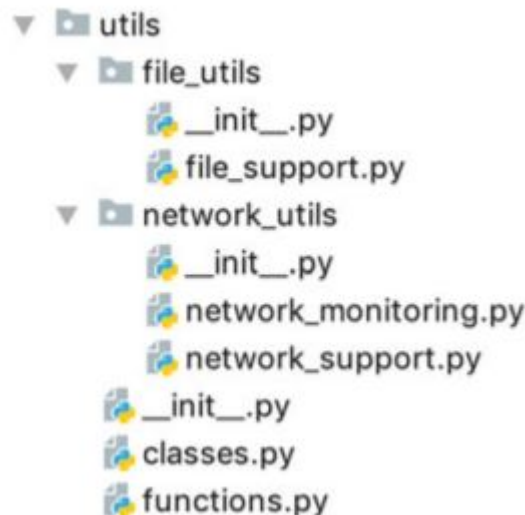 utils
file_utils
__init__.py
file_support.py
network_utils
__init__.py
network_monitoring.py
network_support.py
__init__.py
classes.py
functions.py